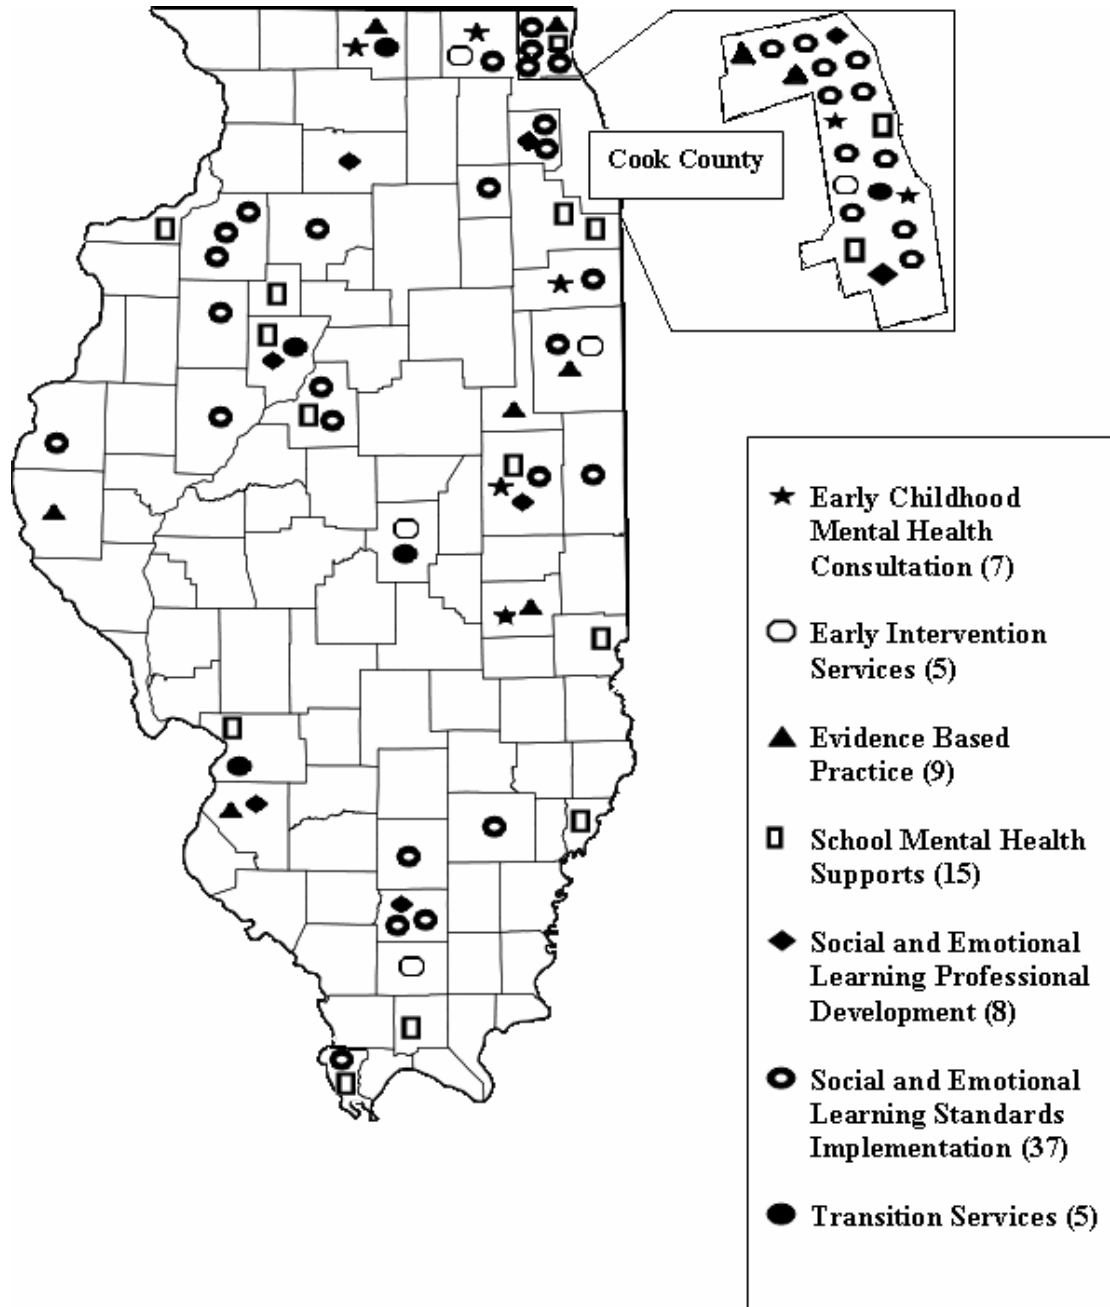 Cook County
Early Childhood
Mental Health
Consultation (7)
Early Intervention
Services (5)
Evidence Based
Practice (9)
School Mental Health
Supports (15)
Social and Emotional
Learning Professional
Development (8)
Social and Emotional
Learning Standards
Implementation (37)
Transition Services (5)